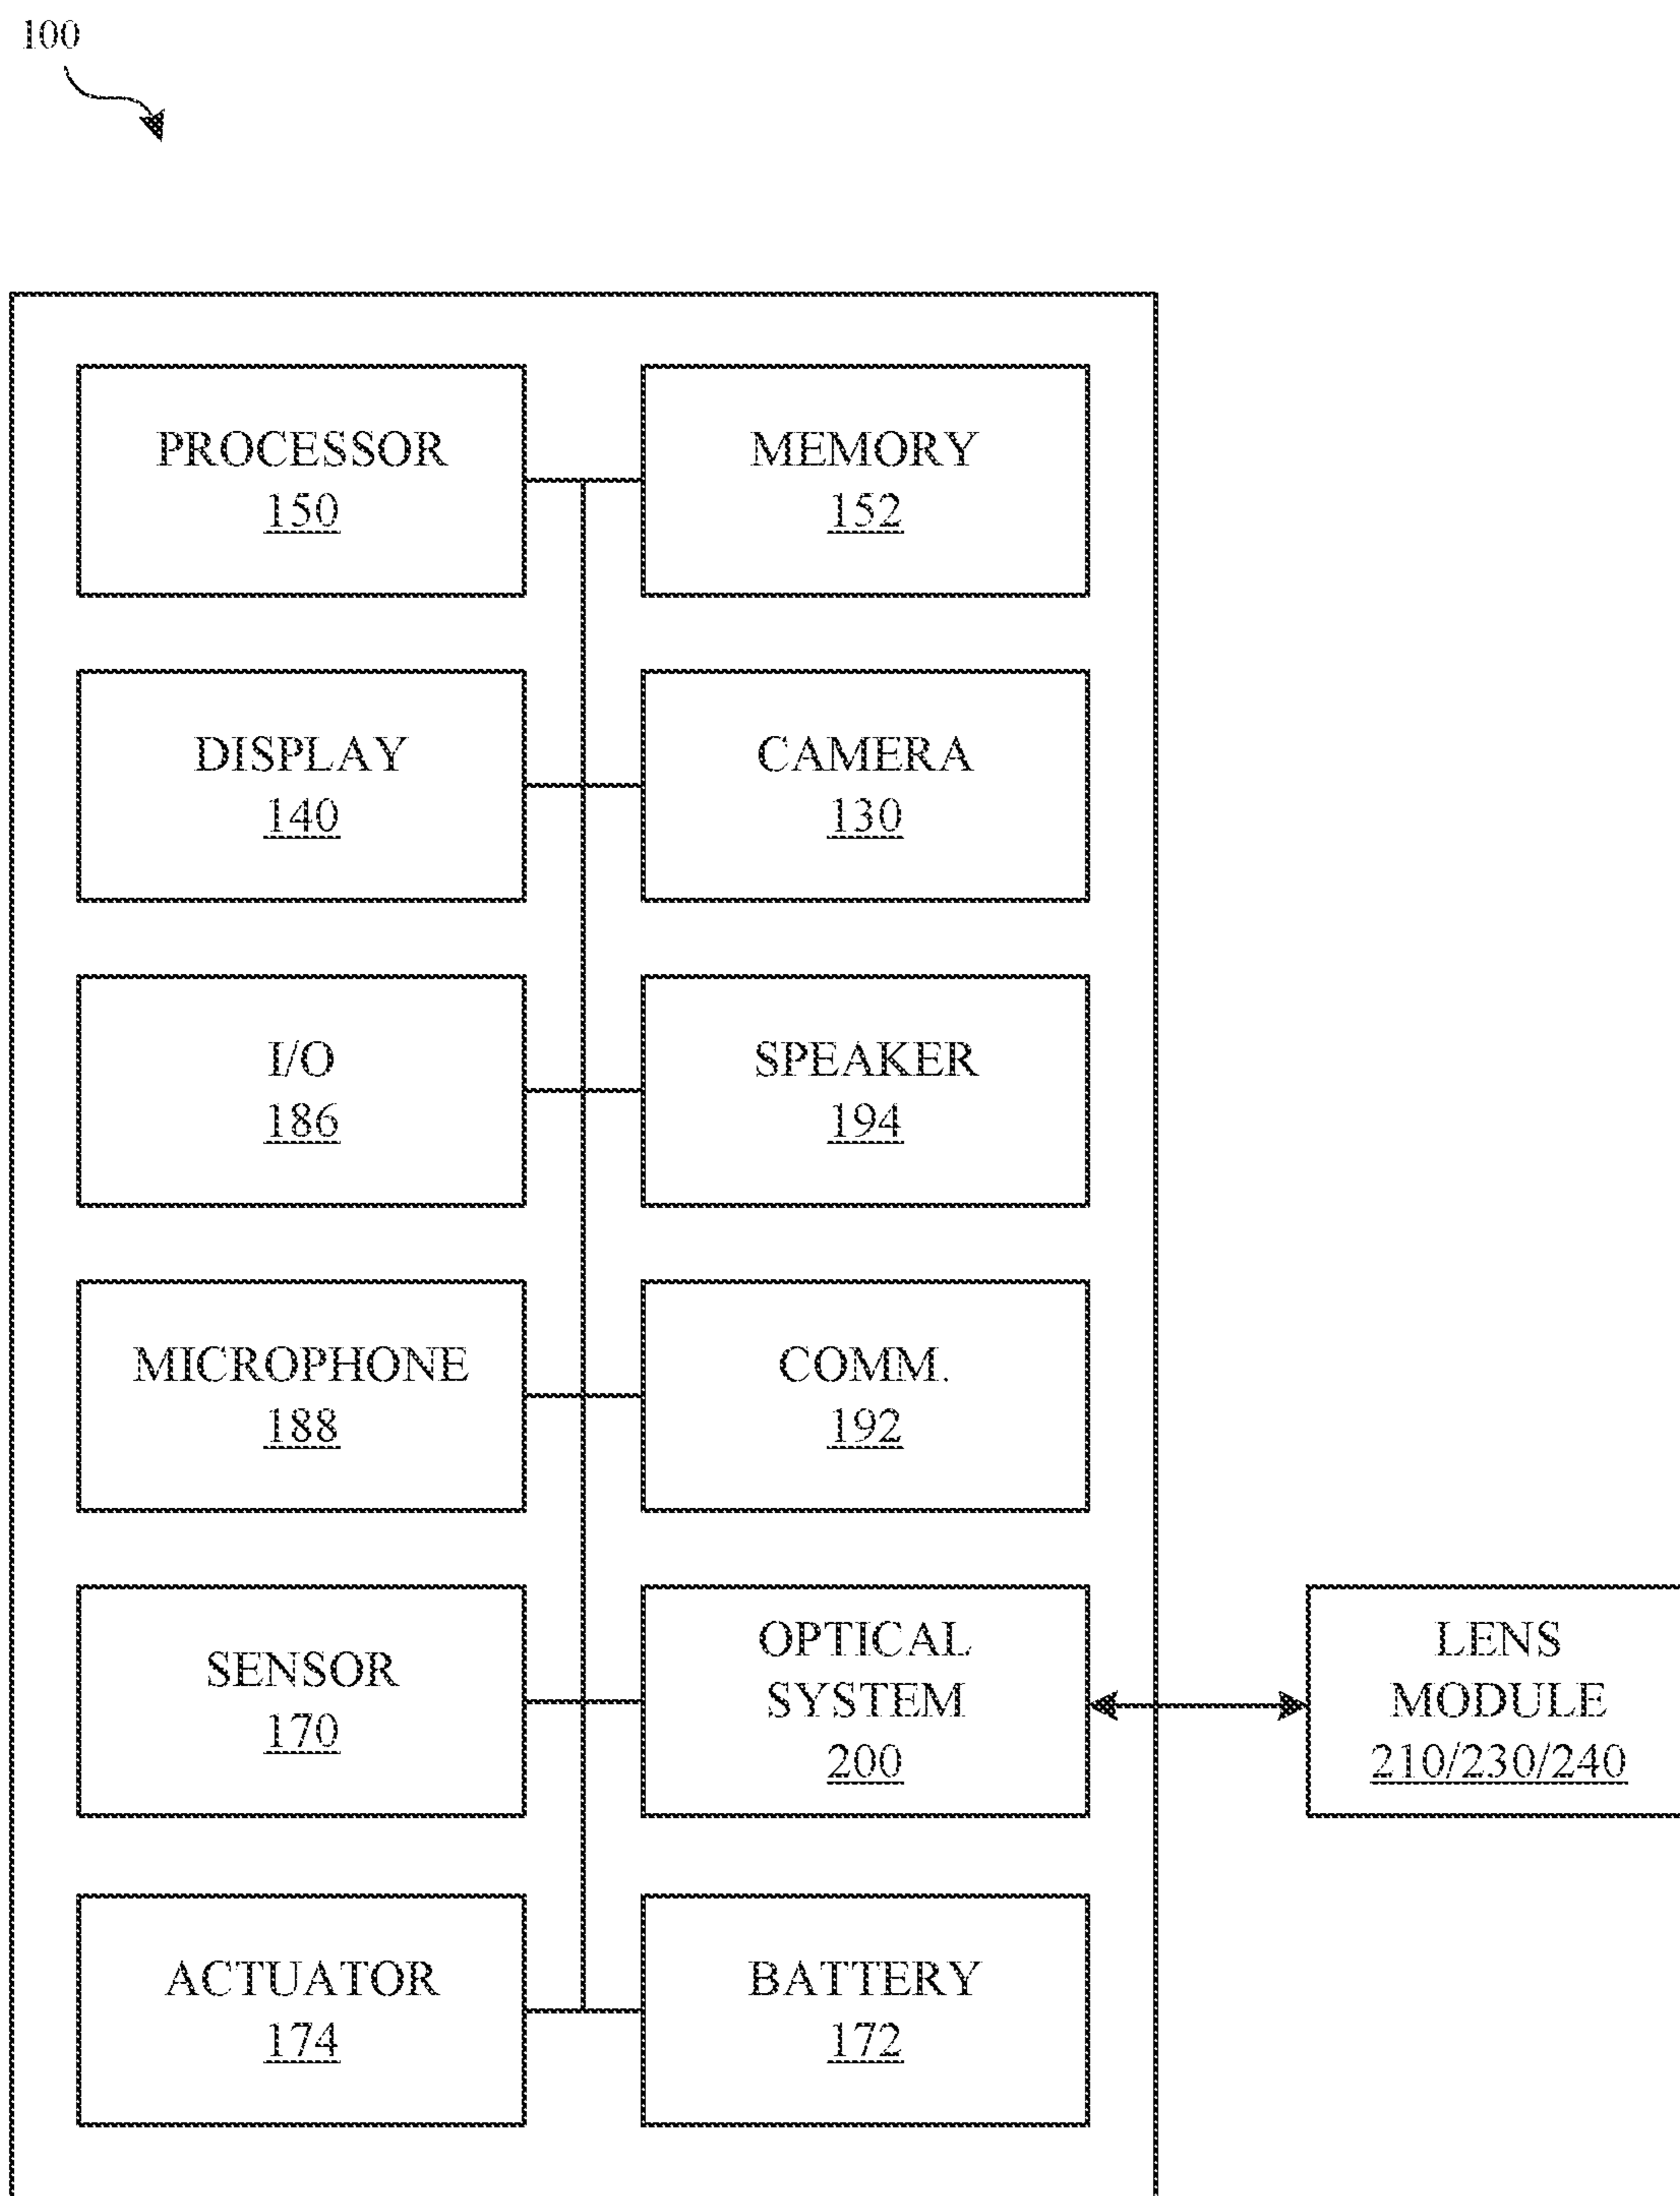 100
PROCESSOR
150
MEMORY
152
DISPLAY
140
CAMERA
130
I/O
186
SPEAKER
194
MICROPHONE
188
COMM.
192
SENSOR
170
OPTICAL
SYSTEM
200
LENS
MODULE
210/230/240
ACTUATOR
174
BATTERY
172